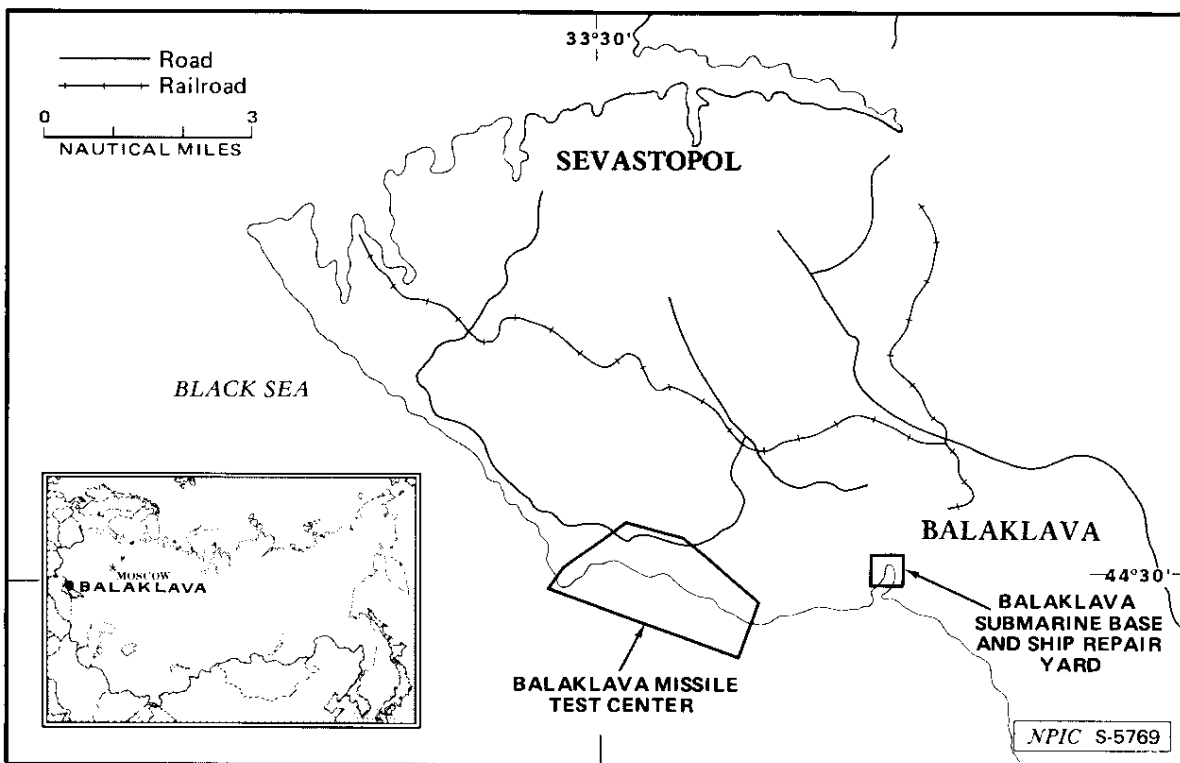 33°30'
Road
Railroad
0 3
NAUTICAL MILES
SEVASTOPOL
BLACK SEA
MOSCOW
BALAKLAVA
BALAKLAVA
44°30'
BALAKLAVA
SUBMARINE BASE
AND SHIP REPAIR
YARD
BALAKLAVA MISSILE
TEST CENTER
NPIC S-5769